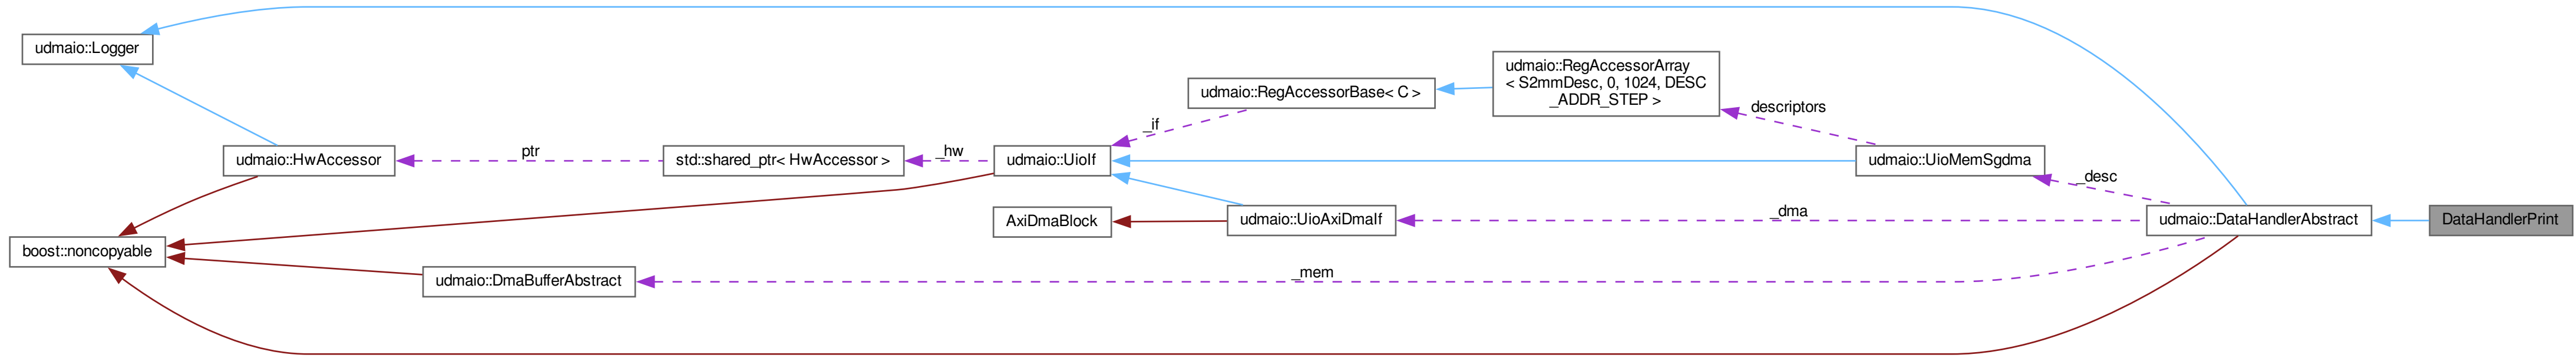 udmaio::Logger
udmaio::RegAccessorArray
< S2mmDesc, 0, 1024, DESC
_ADDR_STEP >
udmaio::RegAccessorBase< C >
descriptors
_if
udmaio::HwAccessor
ptr
std::shared_ptr< HwAccessor >
_hw
udmaio::UioIf
udmaio::UioMemSgdma
_desc
AxiDmaBlock
udmaio::UioAxiDmaIf
_dma
udmaio::DataHandlerAbstract
DataHandlerPrint
boost::noncopyable
udmaio::DmaBufferAbstract
_mem